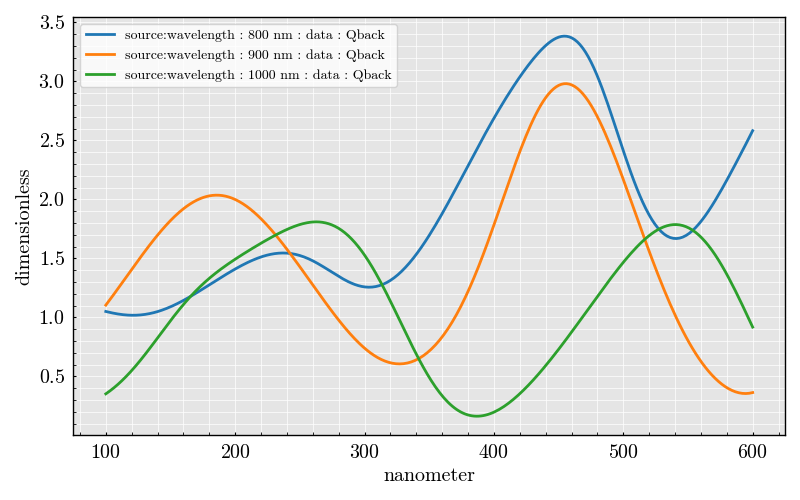 source:wavelength : 800 nm : data : Qback
source:wavelength : 900 nm : data : Qback
source:wavelength : 1000 nm : data : Qback
3.5
3.0
2.5
2.0
1.5
1.0
0.5
dimensionless
100 200 300 400 500 600
nanometer